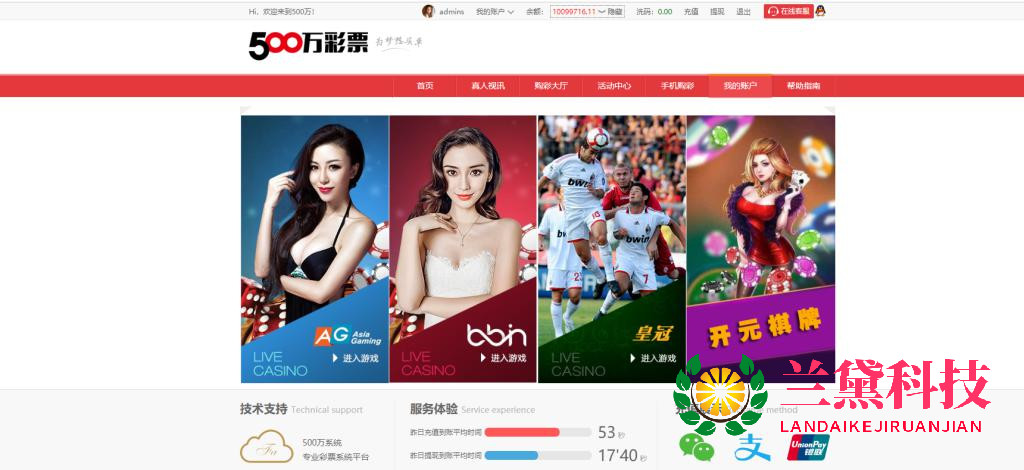 Hi，欢迎来到500万！
admins 我的账户 余额： 10099716.11 隐藏 洗码：0.00 充值 提现 退出 在线客服
500万彩票
首页 真人视讯 购彩大厅 活动中心 手机购彩 我的账户 帮助指南
bwin
bwin
AG Asia Gaming
LIVE CASINO
进入游戏
bbin
LIVE CASINO
进入游戏
皇冠
LIVE CASINO
进入游戏
开元棋牌
兰黛科技
LANDAIKEJIRUANJIAN
技术支持 Technical support
500万系统
专业彩票系统平台
服务体验 Service experience
昨日充值到账平均时间 53 秒
昨日提现到账平均时间 17'40 秒
method
支
UnionPay
银联